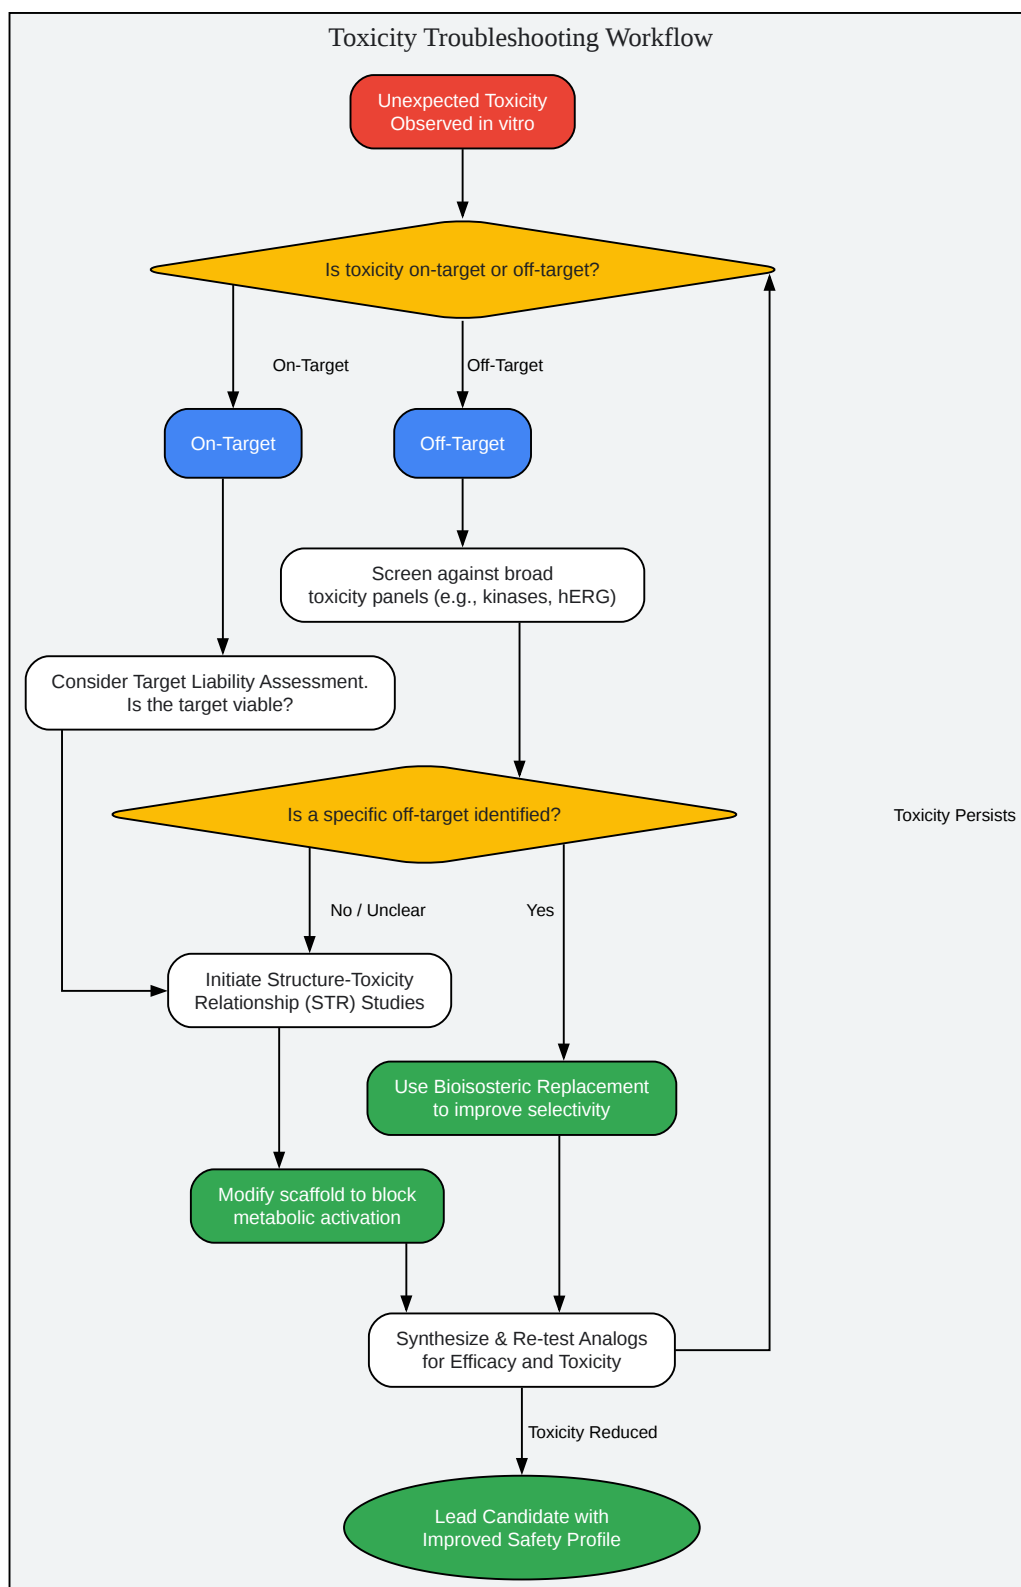 Toxicity Troubleshooting Workflow
Unexpected Toxicity
Observed in vitro
Is toxicity on-target or off-target?
On-Target
Off-Target
On-Target
Off-Target
Screen against broad
toxicity panels (e.g., kinases, hERG)
Consider Target Liability Assessment.
Is the target viable?
Is a specific off-target identified?
Toxicity Persists
No / Unclear
Yes
Initiate Structure-Toxicity
Relationship (STR) Studies
Use Bioisosteric Replacement
to improve selectivity
Modify scaffold to block
metabolic activation
Synthesize & Re-test Analogs
for Efficacy and Toxicity
Toxicity Reduced
Lead Candidate with
Improved Safety Profile